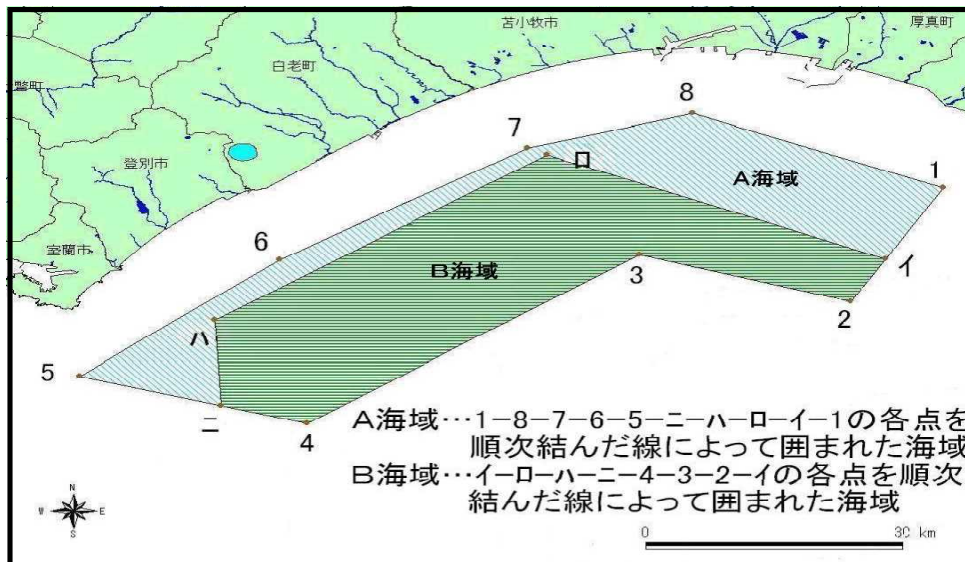 苫小牧市
厚真町
白老町
瞥町
登別市
室蘭市
8
7
ロ
1
A海域
6
B海域
3
イ
2
ハ
5
ニ
4
A海域…1-8-7-6-5-ニ-ハ-ロ-イ-1の各点を
順次結んだ線によって囲まれた海域
B海域…イ-ロ-ハ-ニ-4-3-2-イの各点を順次
結んだ線によって囲まれた海域
N
W E
S
0 30 km